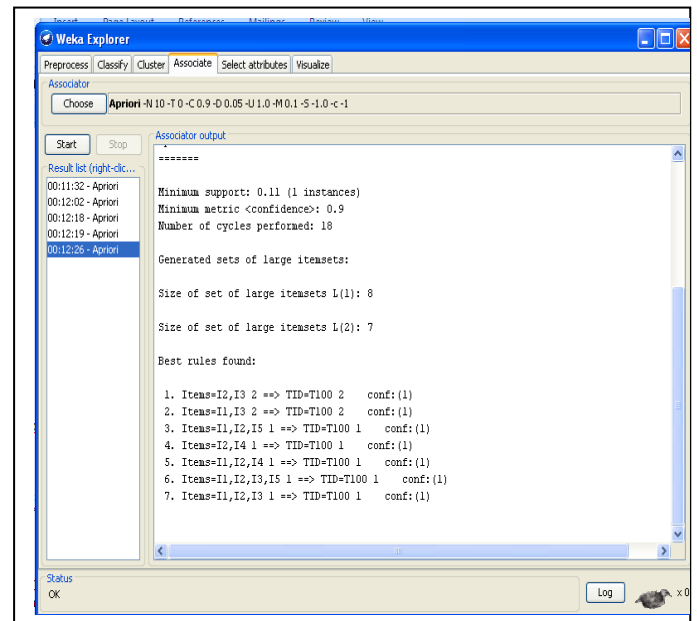 Insert Page Layout References Mailings Review View
Weka Explorer
Preprocess Classify Cluster Associate Select attributes Visualize
Associator
Choose Apriori -N 10 -T 0 -C 0.9 -D 0.05 -U 1.0 -M 0.1 -S -1.0 -c -1
Start Stop
Associator output
Result list (right-clic...
00:11:32 - Apriori
00:12:02 - Apriori
00:12:18 - Apriori
00:12:19 - Apriori
00:12:26 - Apriori
=======
Minimum support: 0.11 (1 instances)
Minimum metric <confidence>: 0.9
Number of cycles performed: 18
Generated sets of large itemsets:
Size of set of large itemsets L(1): 8
Size of set of large itemsets L(2): 7
Best rules found:
1. Items=I2,I3 2 ==> TID=T100 2 conf:(1)
2. Items=I1,I3 2 ==> TID=T100 2 conf:(1)
3. Items=I1,I2,I5 1 ==> TID=T100 1 conf:(1)
4. Items=I2,I4 1 ==> TID=T100 1 conf:(1)
5. Items=I1,I2,I4 1 ==> TID=T100 1 conf:(1)
6. Items=I1,I2,I3,I5 1 ==> TID=T100 1 conf:(1)
7. Items=I1,I2,I3 1 ==> TID=T100 1 conf:(1)
Status
OK
Log
x 0